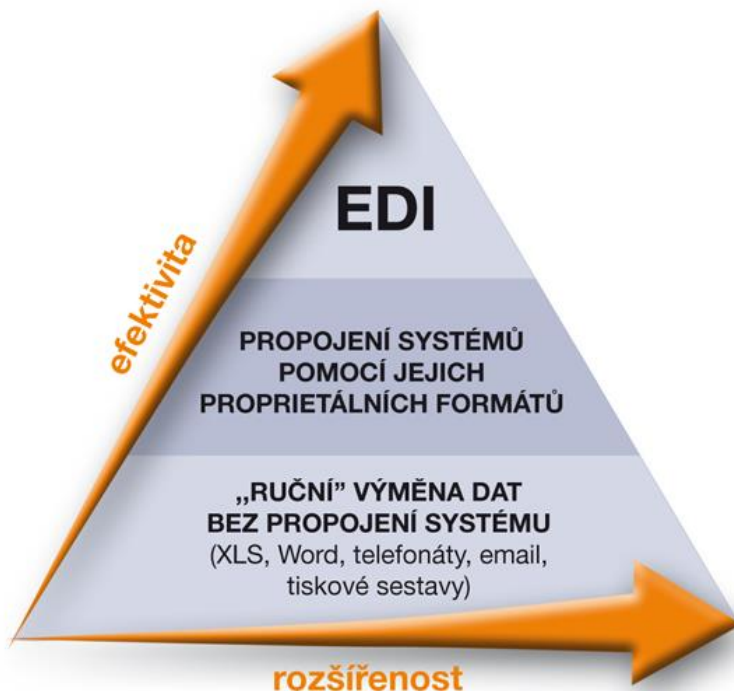 EDI
efektivita
PROPOJENÍ SYSTÉMŮ
POMOCÍ JEJICH
PROPRIETÁLNÍCH FORMÁTŮ
„RUČNÍ” VÝMĚNA DAT
BEZ PROPOJENÍ SYSTÉMU
(XLS, Word, telefonáty, email,
tiskové sestavy)
rozšířenost